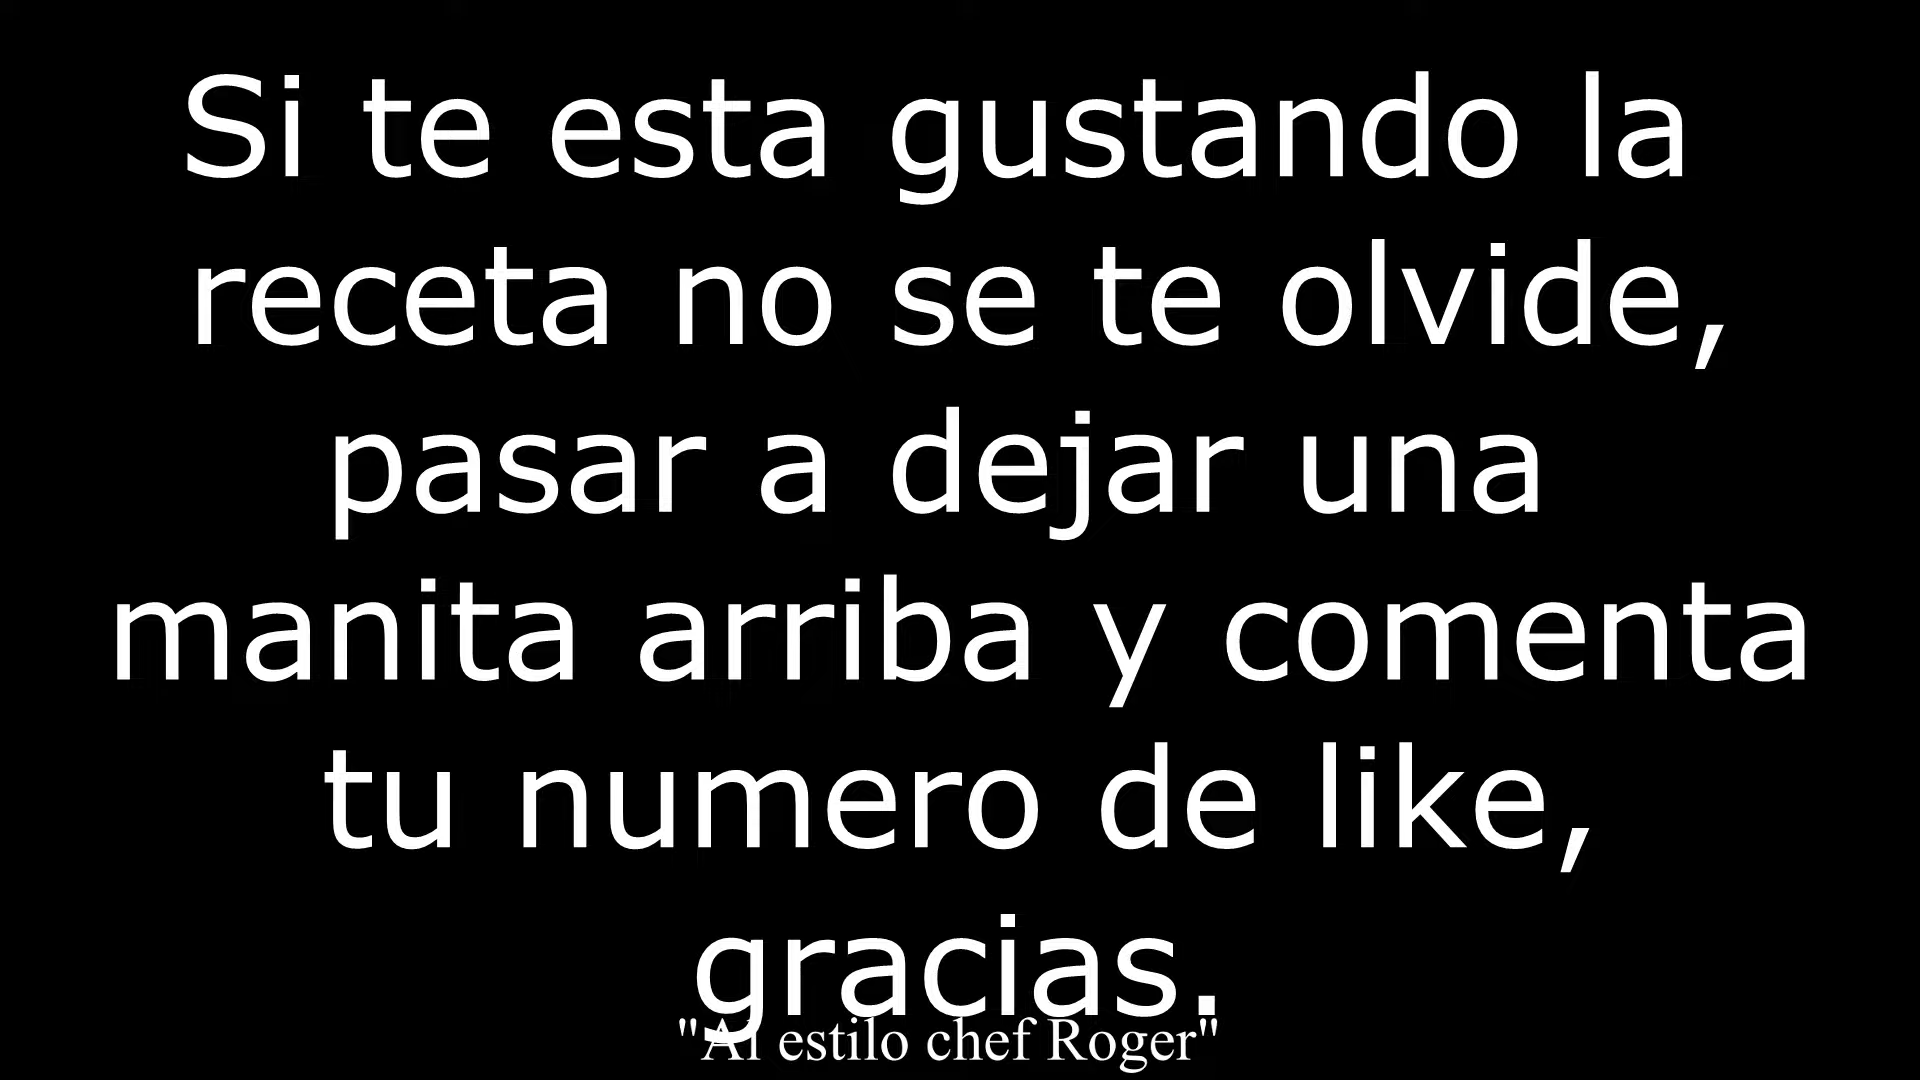 Si te esta gustando la
receta no se te olvide,
pasar a dejar una
manita arriba y comenta
tu numero de like,
gracias.
"Al estilo chef Roger"